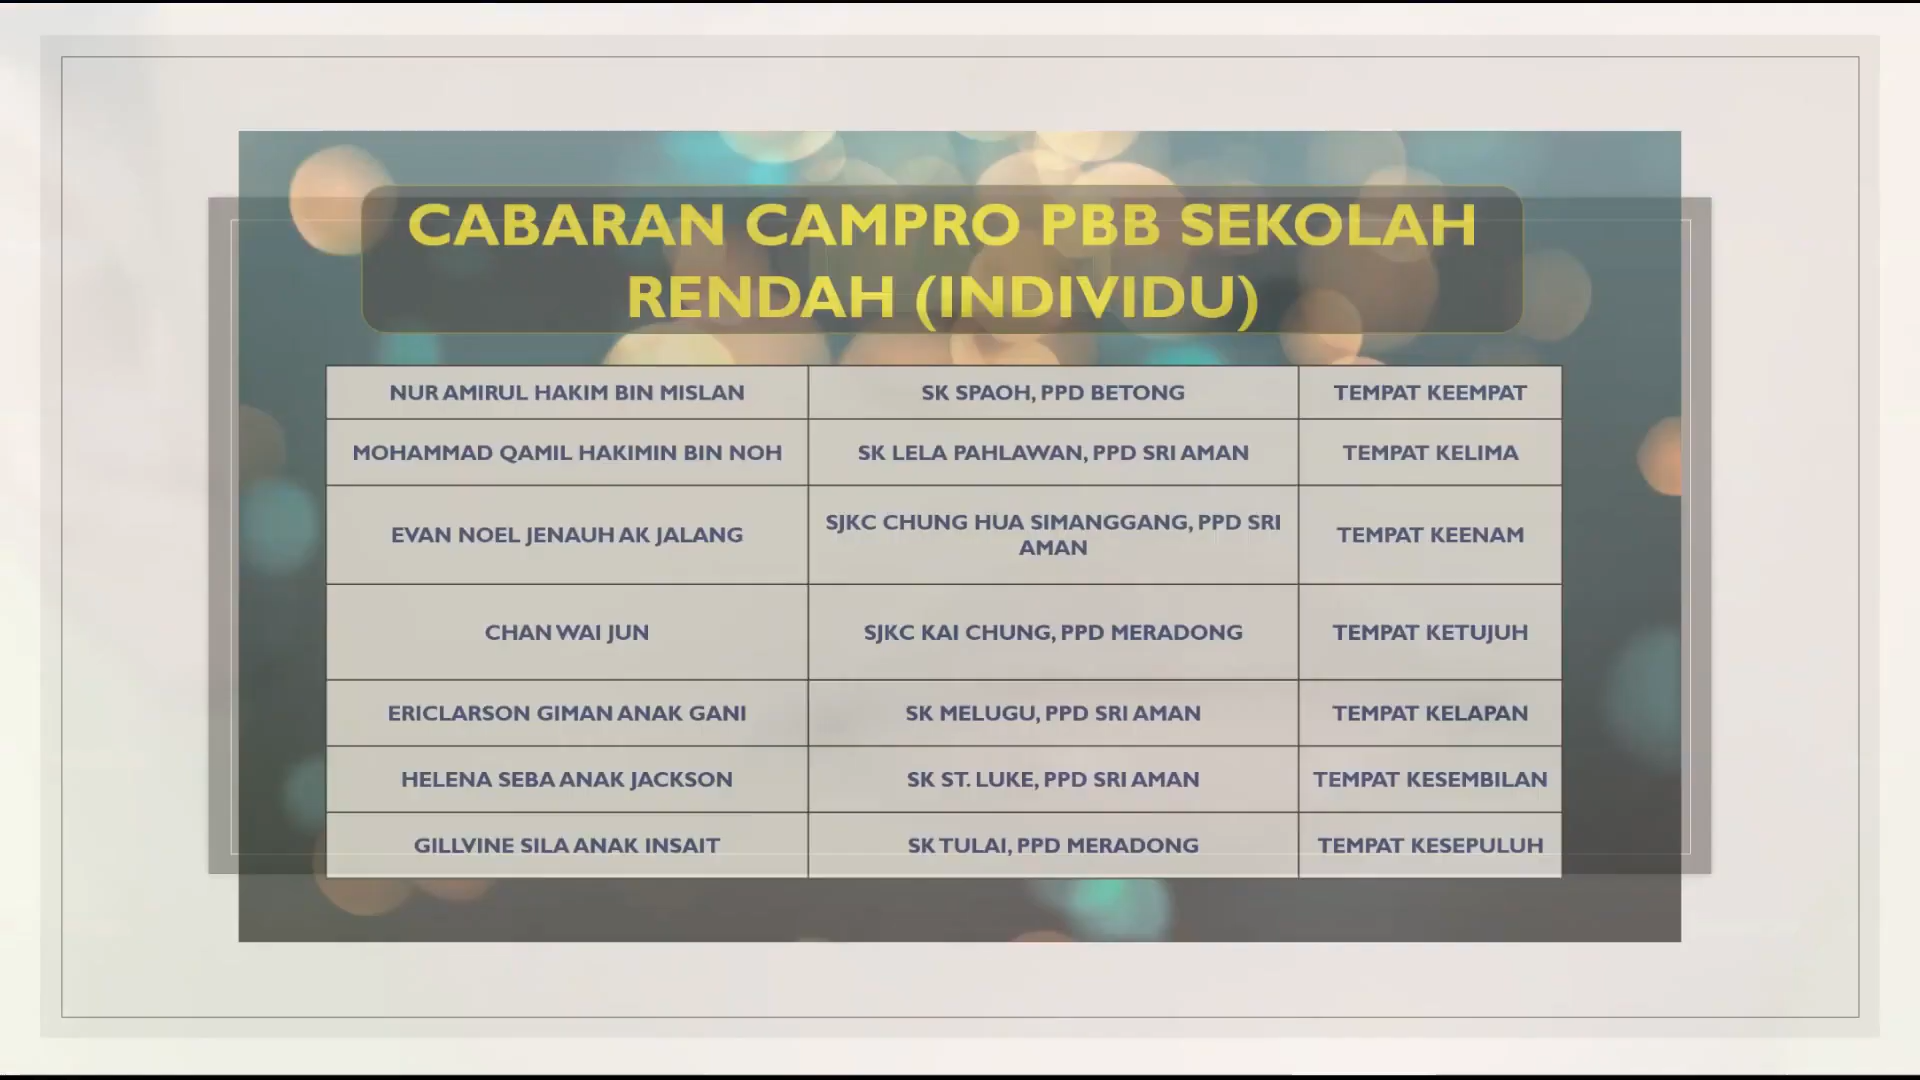 CABARAN CAMPRO PBB SEKOLAH
RENDAH (INDIVIDU)
NUR AMIRUL HAKIM BIN MISLAN SK SPAOH, PPD BETONG TEMPAT KEEMPAT
MOHAMMAD QAMIL HAKIMIN BIN NOH SK LELA PAHLAWAN, PPD SRI AMAN TEMPAT KELIMA
EVAN NOEL JENAUH AK JALANG SJKC CHUNG HUA SIMANGGANG, PPD SRI
AMAN TEMPAT KEENAM
CHAN WAI JUN SJKC KAI CHUNG, PPD MERADONG TEMPAT KETUJUH
ERICLARSON GIMAN ANAK GANI SK MELUGU, PPD SRI AMAN TEMPAT KELAPAN
HELENA SEBA ANAK JACKSON SK ST. LUKE, PPD SRI AMAN TEMPAT KESEMBILAN
GILLVINE SILA ANAK INSAIT SK TULAI, PPD MERADONG TEMPAT KESEPULUH